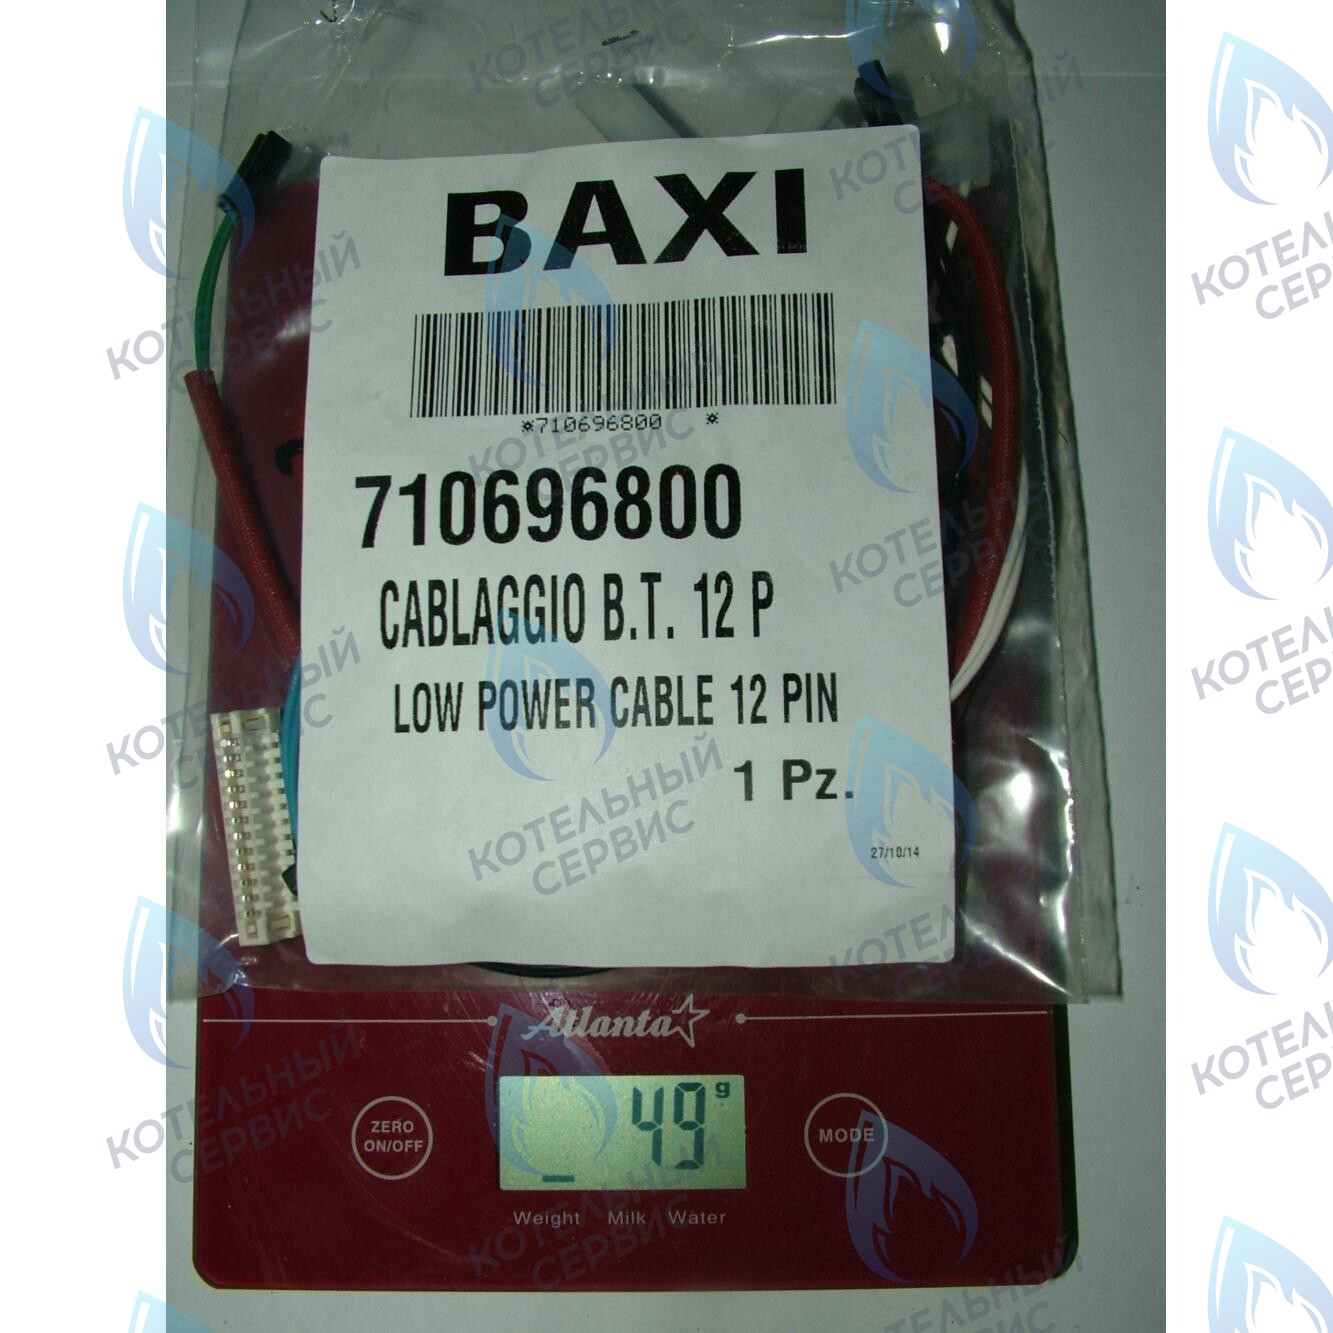 BAXI
*710696800 *
710696800
CABLAGGIO B.T. 12 P
LOW POWER CABLE 12 PIN
1 Pz.
27/10/14
Atlanta
ZERO
ON/OFF
49 g
MODE
Weight Milk Water
КОТЕЛЬНЫЙ
СЕРВИС